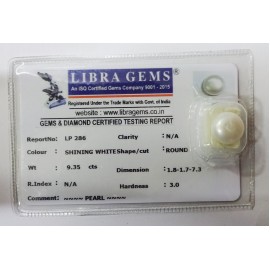 LIBRA GEMS®
An ISO Certified Gems Company 9001 - 2015
Registered Under the Trade Marks with Govt. of India
website : www.libragems.co.in
GEMS & DIAMOND CERTIFIED TESTING REPORT
ReportNo: LP 286 Clarity : N/A
Colour : SHINING WHITE Shape/cut : ROUND
Wt : 9.35 cts Dimension : 1.8-1.7-7.3
R.Index : N/A Hardness : 3.0
Comment : ==== PEARL ====